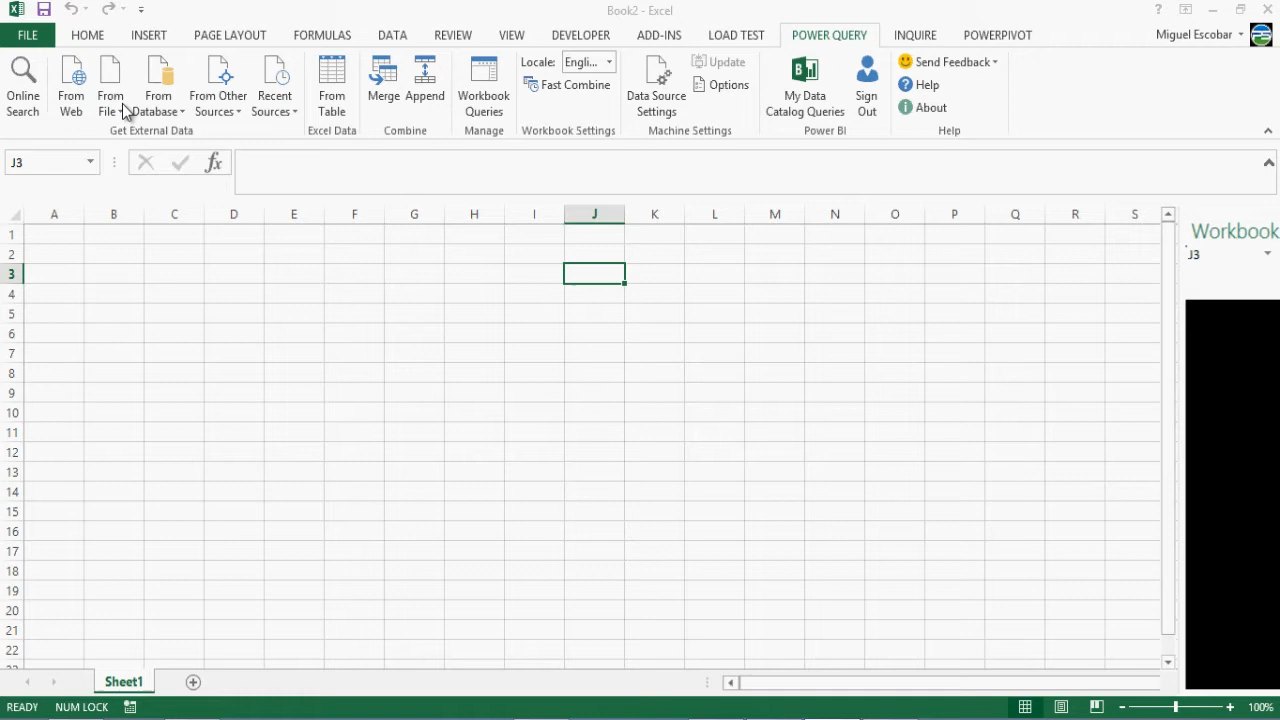 Book2 - Excel
FILE HOME INSERT PAGE LAYOUT FORMULAS DATA REVIEW VIEW DEVELOPER ADD-INS LOAD TEST POWER QUERY INQUIRE POWERPIVOT Miguel Escobar
Online Search
From Web
From File
From Database
From Other Sources
Recent Sources
Get External Data
From Table
Excel Data
Merge
Append
Combine
Workbook Queries
Manage
Locale: Engli...
Fast Combine
Workbook Settings
Data Source Settings
Update
Options
Machine Settings
My Data Catalog Queries
Sign Out
Power BI
Send Feedback
Help
About
Help
J3
fx
A B C D E F G H I J K L M N O P Q R S
1
2
3
4
5
6
7
8
9
10
11
12
13
14
15
16
17
18
19
20
21
22
Workbook
J3
Sheet1
READY NUM LOCK 100%